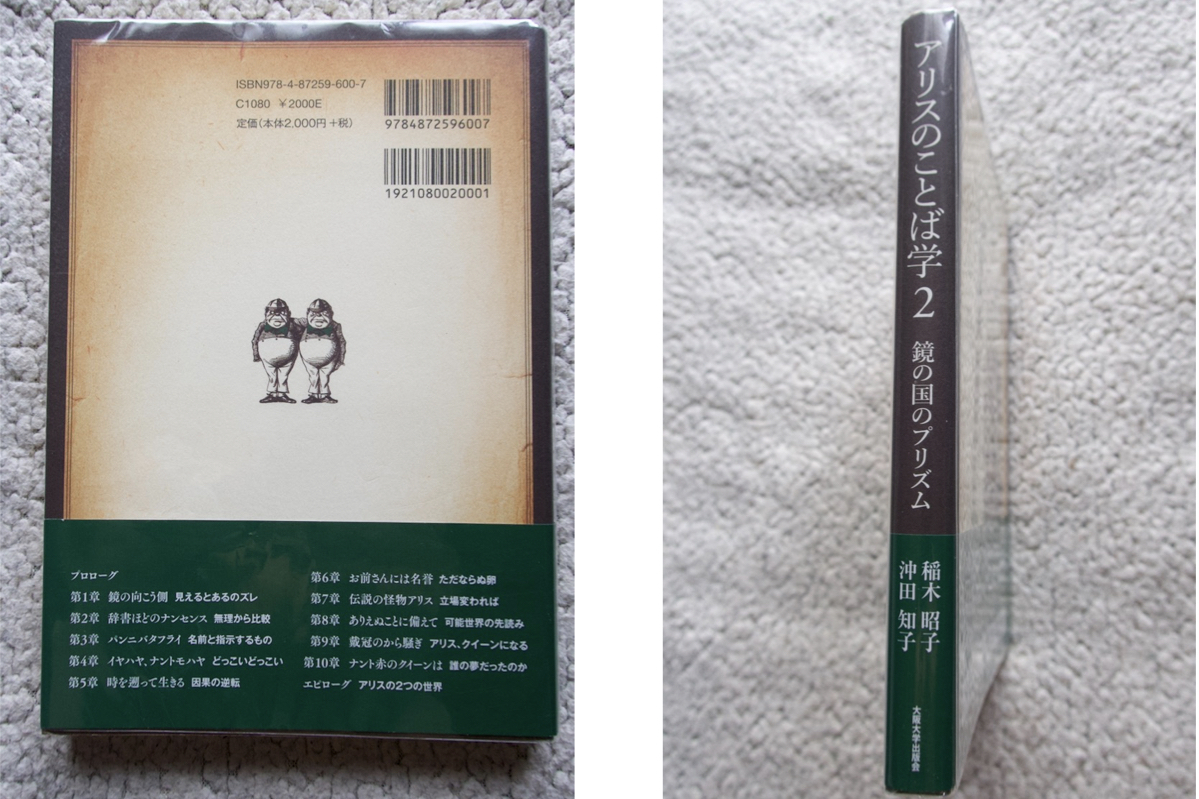 ISBN978-4-87259-600-7
C1080 ¥2000E
定価(本体2,000円+税)
9784872596007
1921080020001
プロローグ
第1章 鏡の向こう側 見えるとあるのズレ
第2章 辞書ほどのナンセンス 無理から比較
第3章 パンニバタフライ 名前と指示するもの
第4章 イヤハヤ、ナントモハヤ どっこいどっこい
第5章 時を遡って生きる 因果の逆転
第6章 お前さんには名誉 ただならぬ卵
第7章 伝説の怪物アリス 立場変われば
第8章 ありえぬことに備えて 可能世界の先読み
第9章 戴冠のから騒ぎ アリス、クイーンになる
第10章 ナント赤のクイーンは 誰の夢だったのか
エピローグ アリスの2つの世界
アリスのことば学2 鏡の国のプリズム
稲木 昭子
沖田 知子
大阪大学出版会